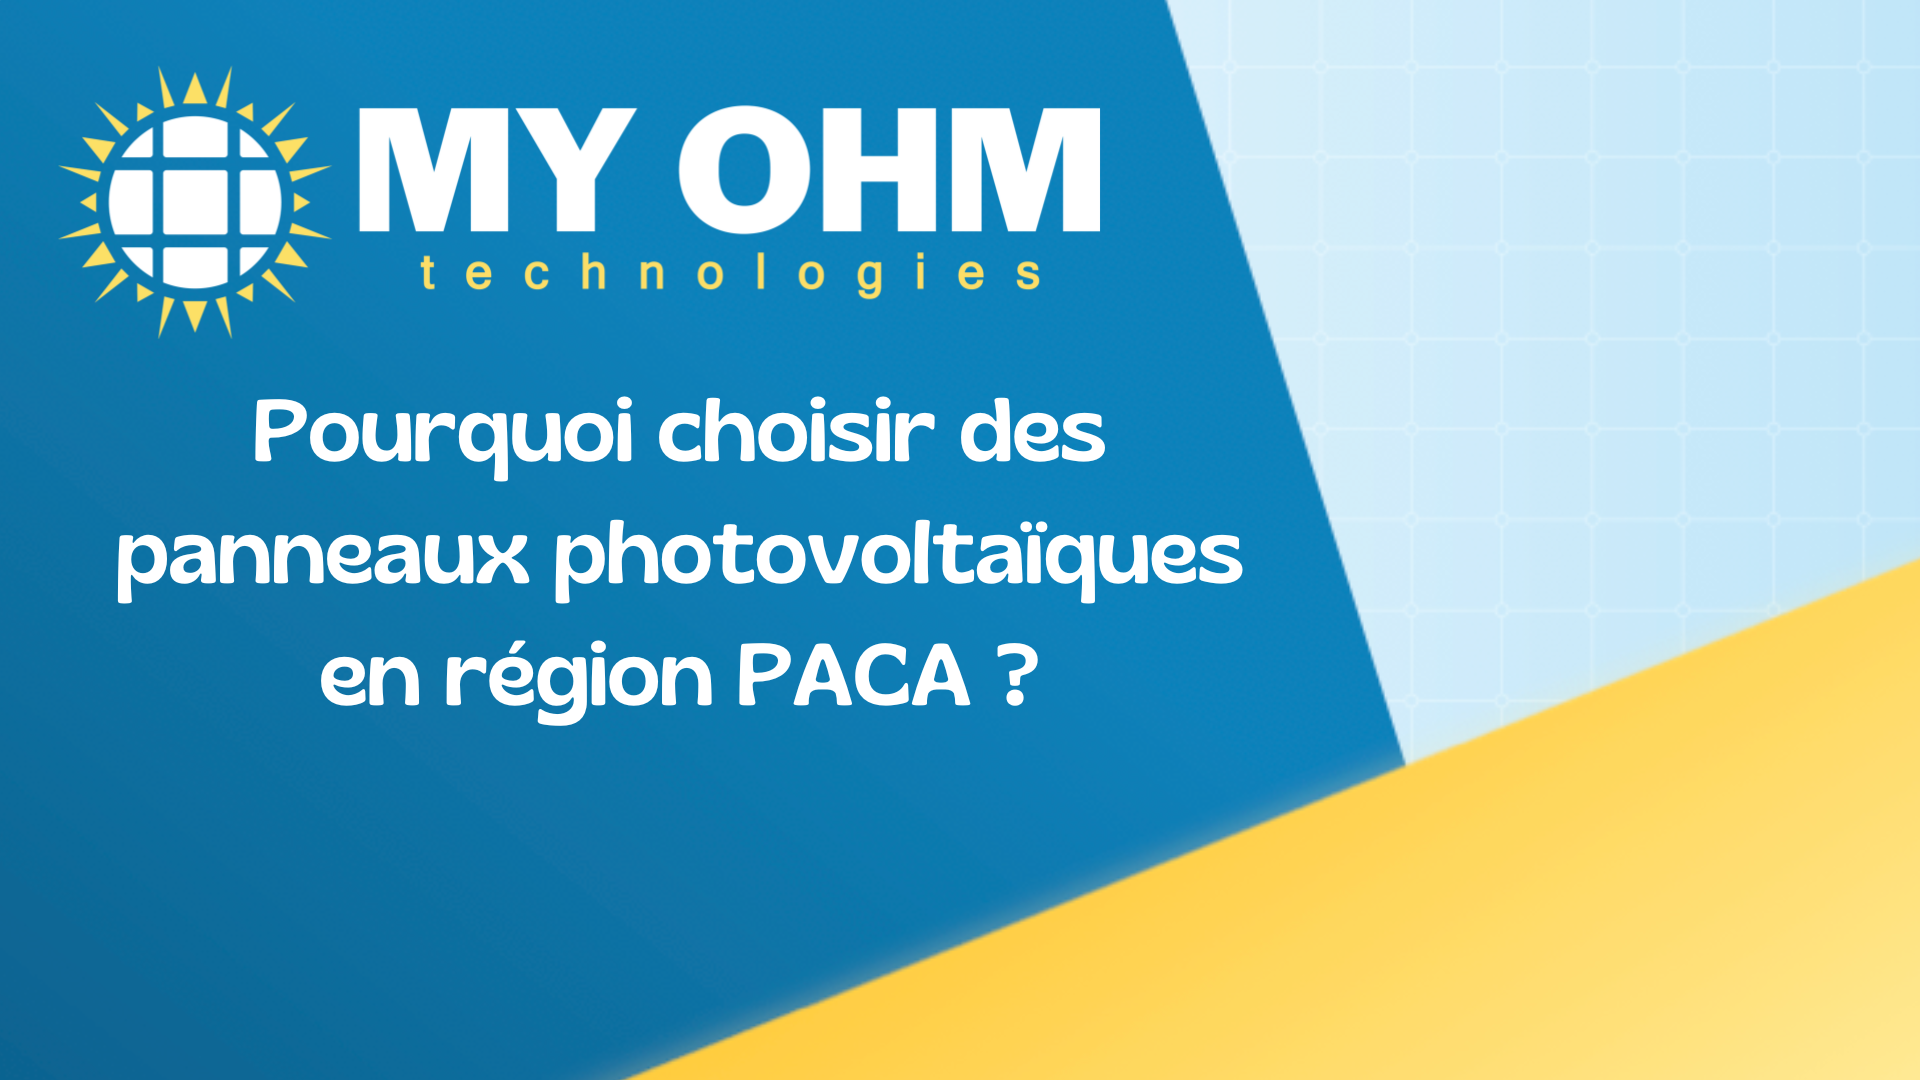 MY OHM
technologies
Pourquoi choisir des
panneaux photovoltaïques
en région PACA ?